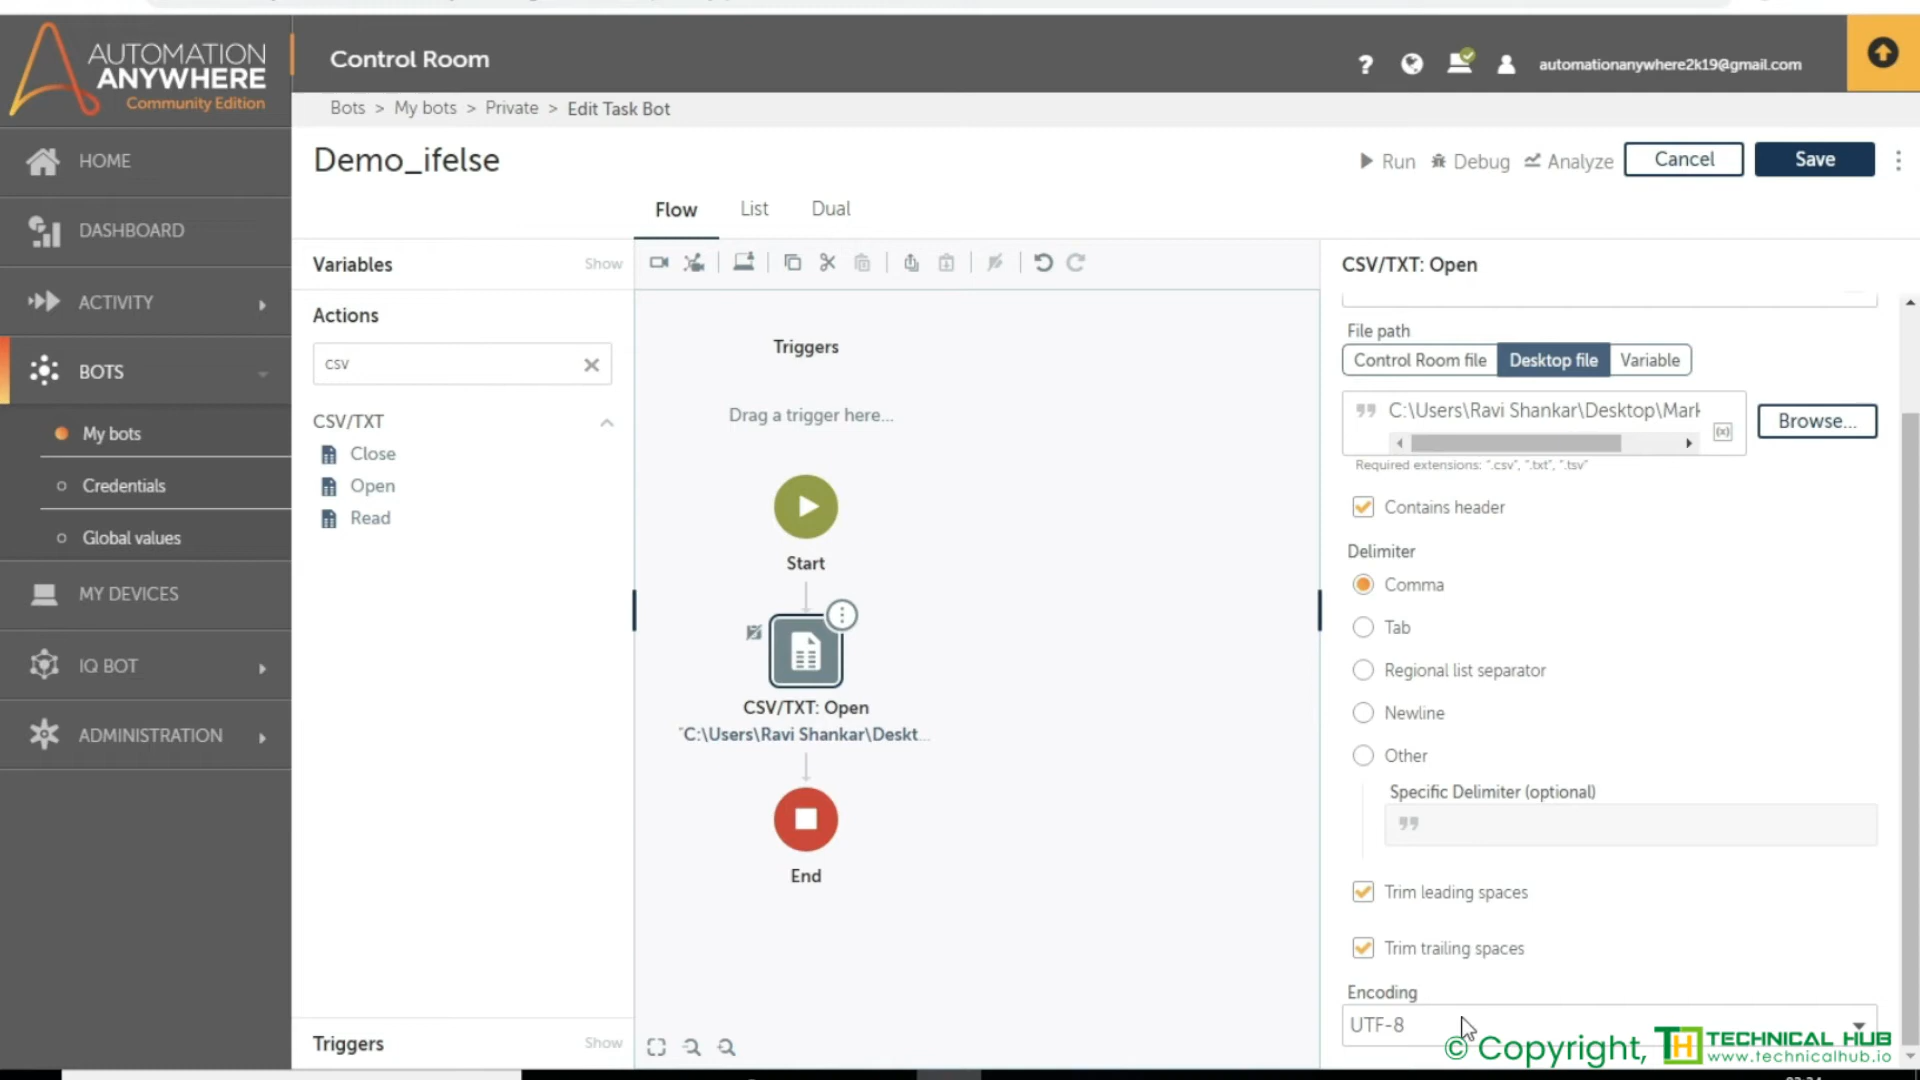 AUTOMATION
ANYWHERE
Community Edition
Control Room
? automationanywhere2k19@gmail.com
Bots > My bots > Private > Edit Task Bot
HOME
DASHBOARD
ACTIVITY
BOTS
My bots
Credentials
Global values
MY DEVICES
IQ BOT
ADMINISTRATION
Demo_ifelse
Run Debug Analyze Cancel Save
Flow List Dual
Variables Show
Actions
csv
CSV/TXT
Close
Open
Read
Triggers Show
Triggers
Drag a trigger here...
Start
CSV/TXT: Open
"C:\Users\Ravi Shankar\Deskt...
End
CSV/TXT: Open
File path
Control Room file Desktop file Variable
C:\Users\Ravi Shankar\Desktop\Mark
(x)
Browse...
Required extensions: ".csv", ".txt", ".tsv"
Contains header
Delimiter
Comma
Tab
Regional list separator
Newline
Other
Specific Delimiter (optional)
Trim leading spaces
Trim trailing spaces
Encoding
UTF-8
© Copyright, TH TECHNICAL HUB
www.technicalhub.io